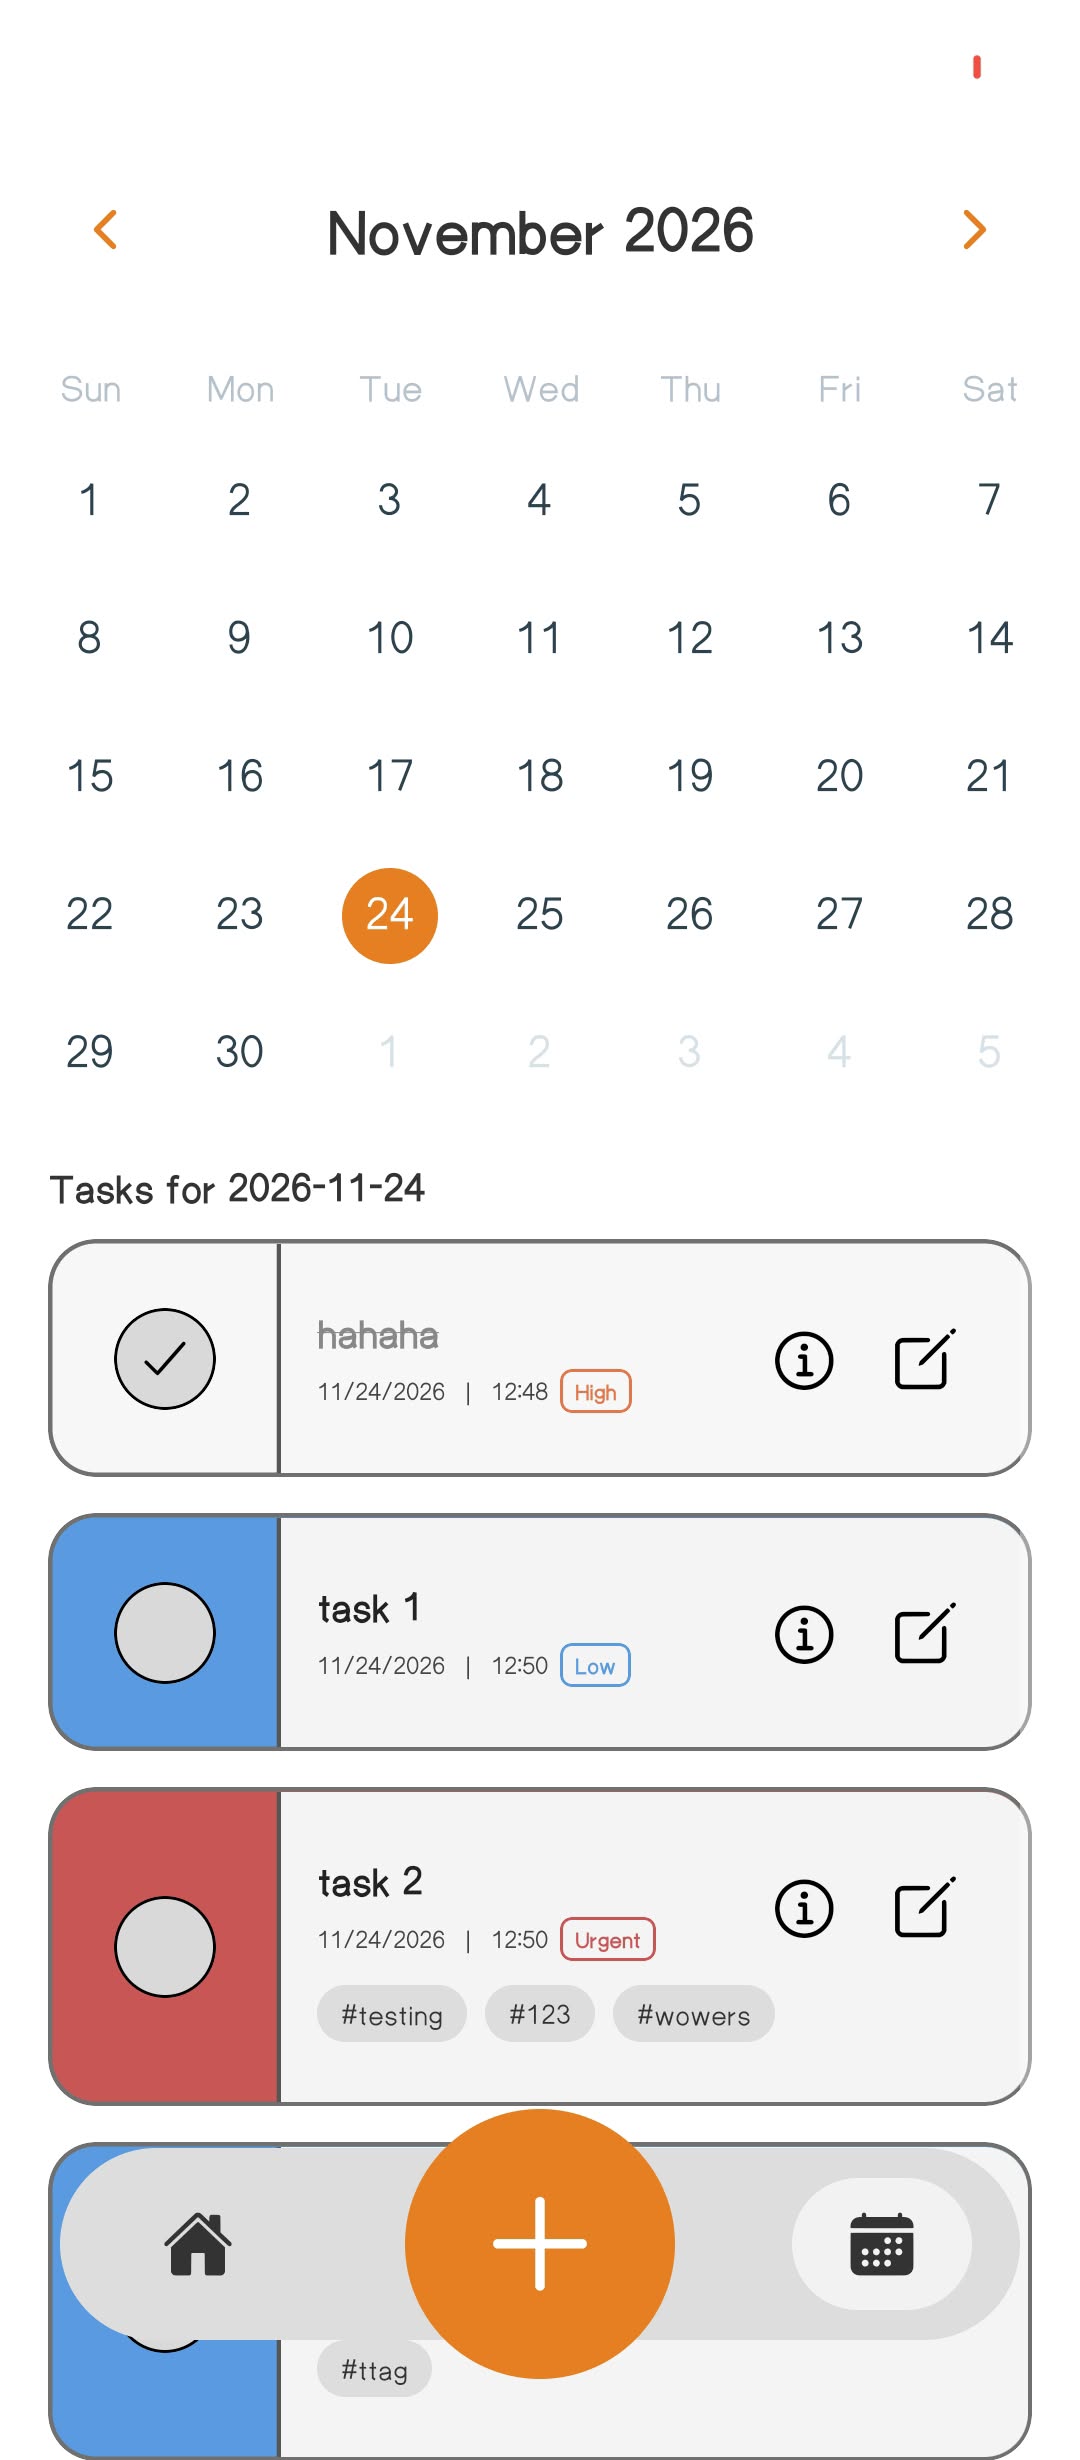 November 2026
Sun Mon Tue Wed Thu Fri Sat
1 2 3 4 5 6 7
8 9 10 11 12 13 14
15 16 17 18 19 20 21
22 23 24 25 26 27 28
29 30 1 2 3 4 5
Tasks for 2026-11-24
hahaha
11/24/2026 | 12:48 High
task 1
11/24/2026 | 12:50 Low
task 2
11/24/2026 | 12:50 Urgent
#testing #123 #wowers
#ttag